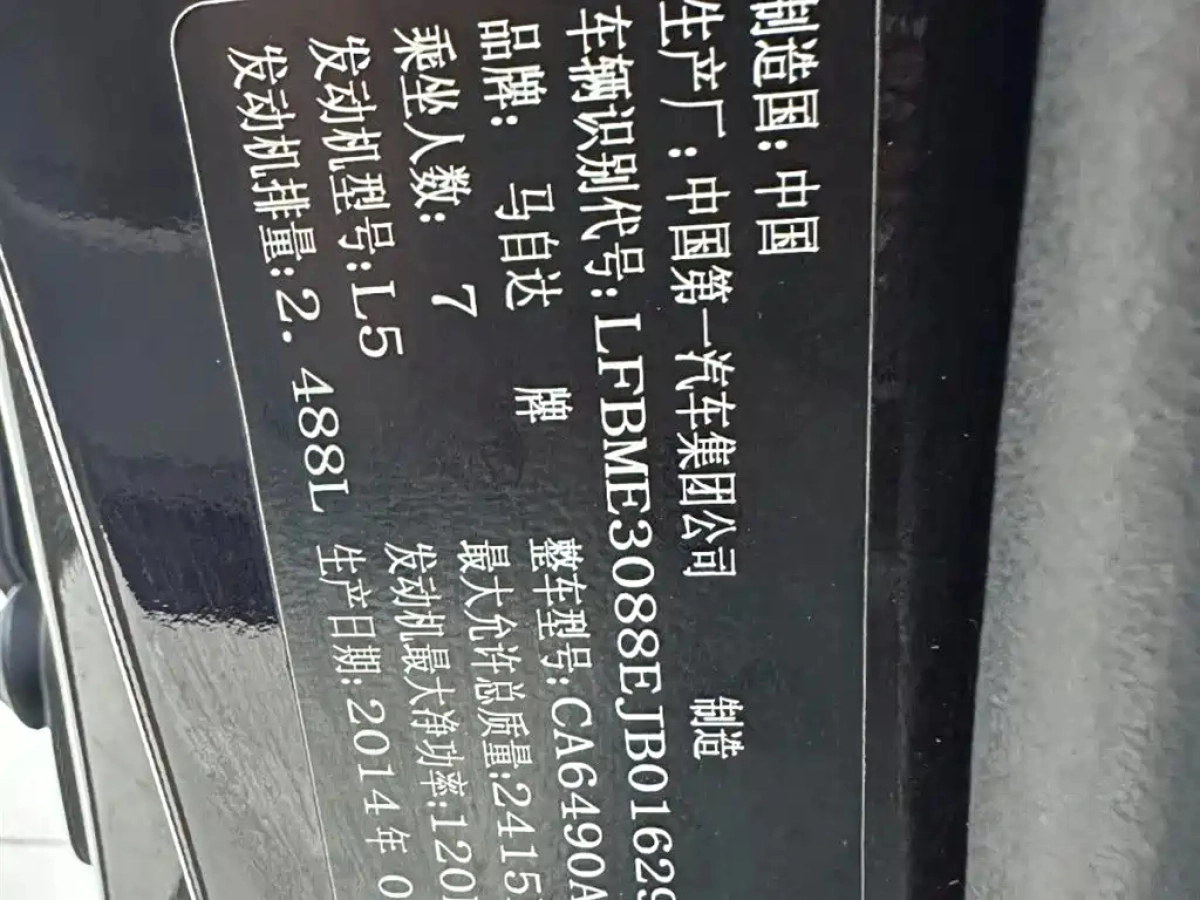 制造国：中国
生产厂：中国第一汽车集团公司 制造
车辆识别代号：LFBME3088EJB01629
品牌： 马自达 牌 整车型号：CA6490A
乘坐人数： 7 最大允许总质量：2415
发动机型号：L5 发动机最大净功率：120
发动机排量：2.488L 生产日期：2014年0